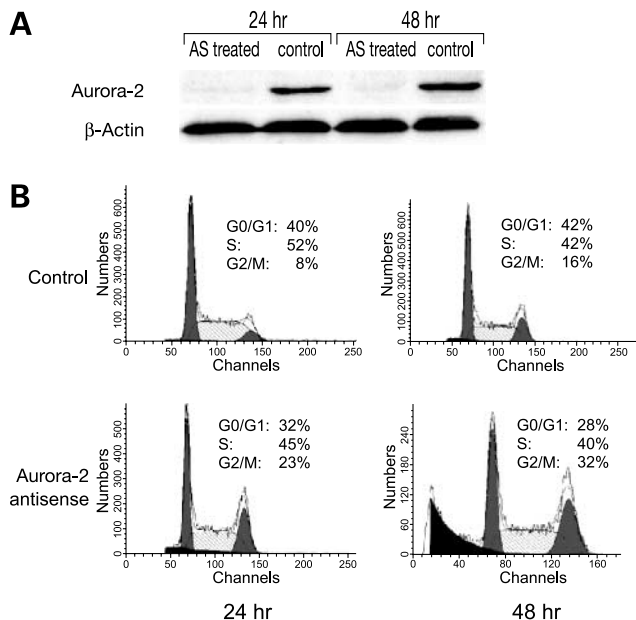 A
24 hr 48 hr
AS treated control AS treated control
Aurora-2
β-Actin
B
Control
Numbers
0 100 200 300 400 500 600
G0/G1: 40%
S: 52%
G2/M: 8%
0 50 100 150 200 250
Channels
Numbers
0 100 200 300 400 500 600
G0/G1: 42%
S: 42%
G2/M: 16%
0 50 100 150 200 250
Channels
Aurora-2
antisense
Numbers
0 100 200 300 400 500
G0/G1: 32%
S: 45%
G2/M: 23%
0 50 100 150 200 250
Channels
24 hr
Numbers
0 60 120 180 240
G0/G1: 28%
S: 40%
G2/M: 32%
0 40 80 120 160
Channels
48 hr